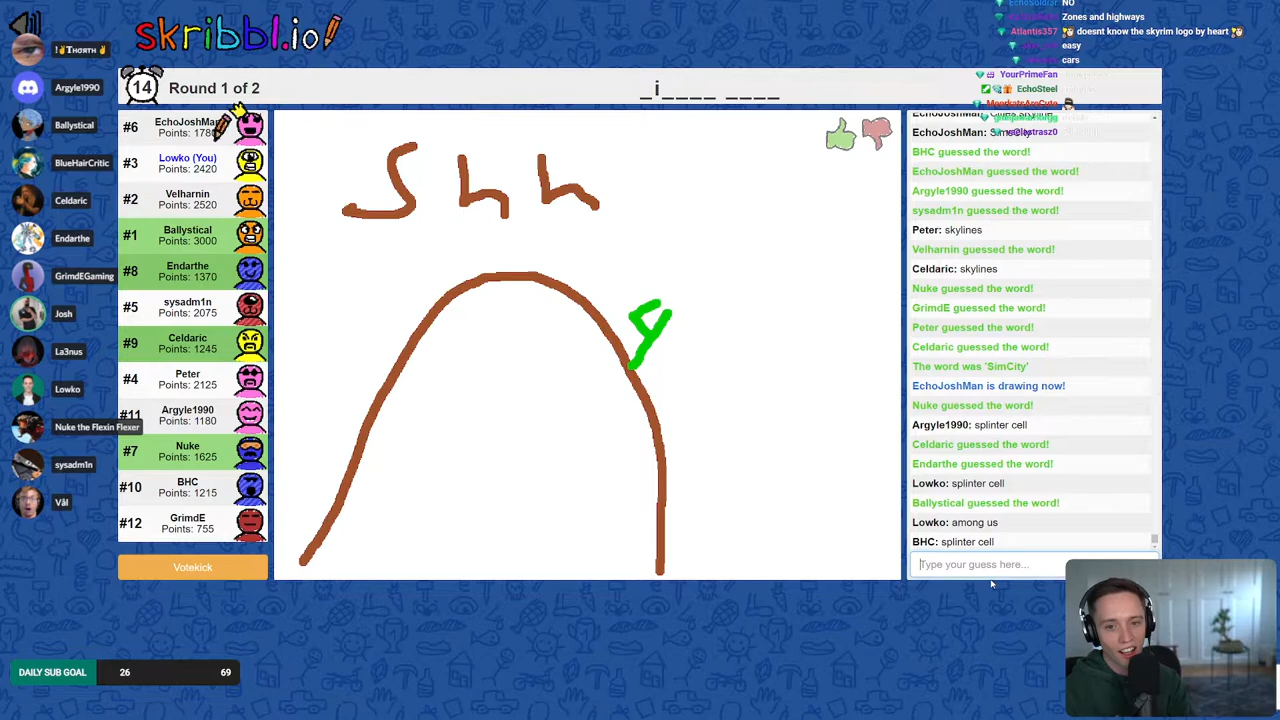 skribbl.io
14
Round 1 of 2
_i____ ____
!✌Thorth✌
Argyle1990
Ballystical
BlueHairCritic
Celdaric
Endarthe
GrimdEGaming
Josh
La3nus
Lowko
Nuke the Flexin Flexer
sysadm1n
Väl
#6 EchoJoshMan
Points: 1780
#3 Lowko (You)
Points: 2420
#2 Velharnin
Points: 2520
#1 Ballystical
Points: 3000
#8 Endarthe
Points: 1370
#5 sysadm1n
Points: 2075
#9 Celdaric
Points: 1245
#4 Peter
Points: 2125
#11 Argyle1990
Points: 1180
#7 Nuke
Points: 1625
#10 BHC
Points: 1215
#12 GrimdE
Points: 755
Votekick
DAILY SUB GOAL 26 69
Shh
EchoSold3r NO
Zones and highways
Atlantis357 doesnt know the skyrim logo by heart
easy
cars
YourPrimeFan
EchoSteel
MeerkatsAreCute
EchoJoshMan: SimsCity
BHC guessed the word!
EchoJoshMan guessed the word!
Argyle1990 guessed the word!
sysadm1n guessed the word!
Peter: skylines
Velharnin guessed the word!
Celdaric: skylines
Nuke guessed the word!
GrimdE guessed the word!
Peter guessed the word!
Celdaric guessed the word!
The word was 'SimCity'
EchoJoshMan is drawing now!
Nuke guessed the word!
Argyle1990: splinter cell
Celdaric guessed the word!
Endarthe guessed the word!
Lowko: splinter cell
Ballystical guessed the word!
Lowko: among us
BHC: splinter cell
Type your guess here...